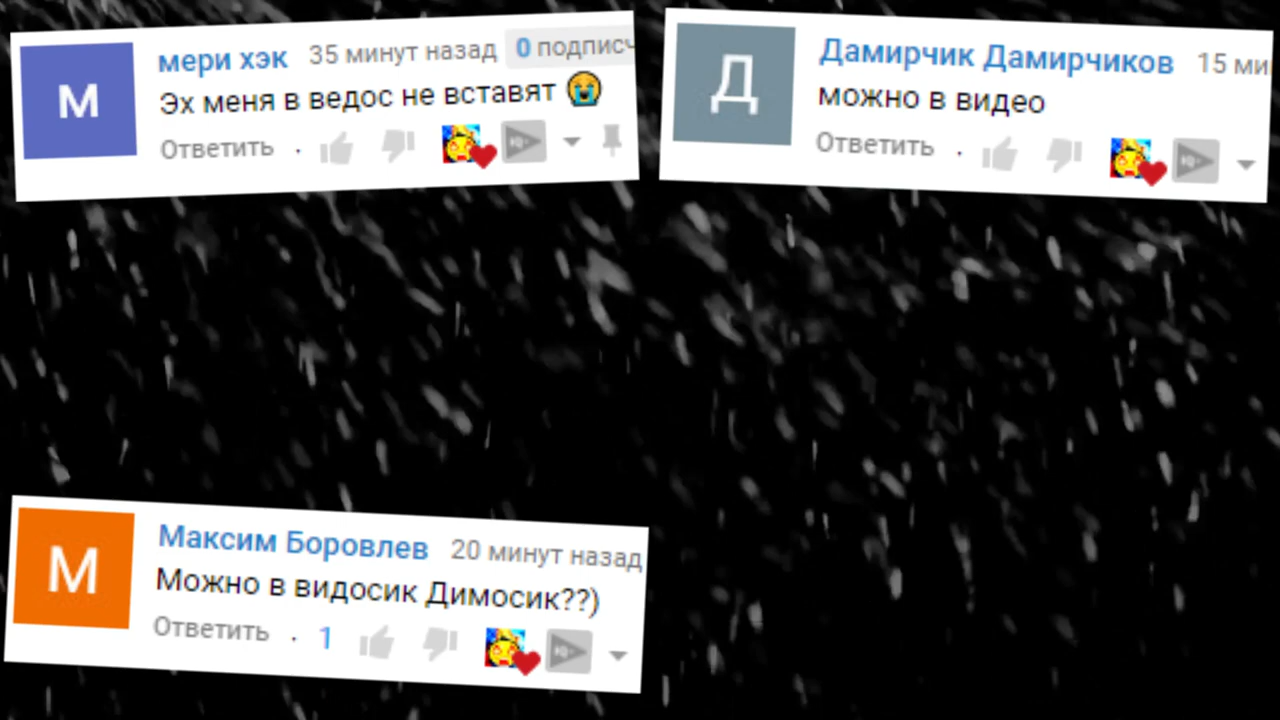 М
мери хэк 35 минут назад 0 подписч
Эх меня в ведос не вставят
Ответить
Д
Дамирчик Дамирчиков 15 ми
можно в видео
Ответить
М
Максим Боровлев 20 минут назад
Можно в видосик Димосик??)
Ответить · 1